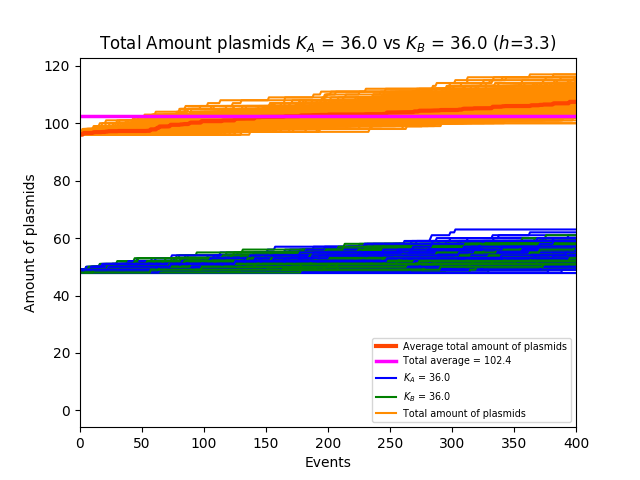 Total Amount plasmids K_A = 36.0 vs K_B = 36.0 (h=3.3)
120
100
80
60
40
20
0
Amount of plasmids
Average total amount of plasmids
Total average = 102.4
K_A = 36.0
K_B = 36.0
Total amount of plasmids
0 50 100 150 200 250 300 350 400
Events